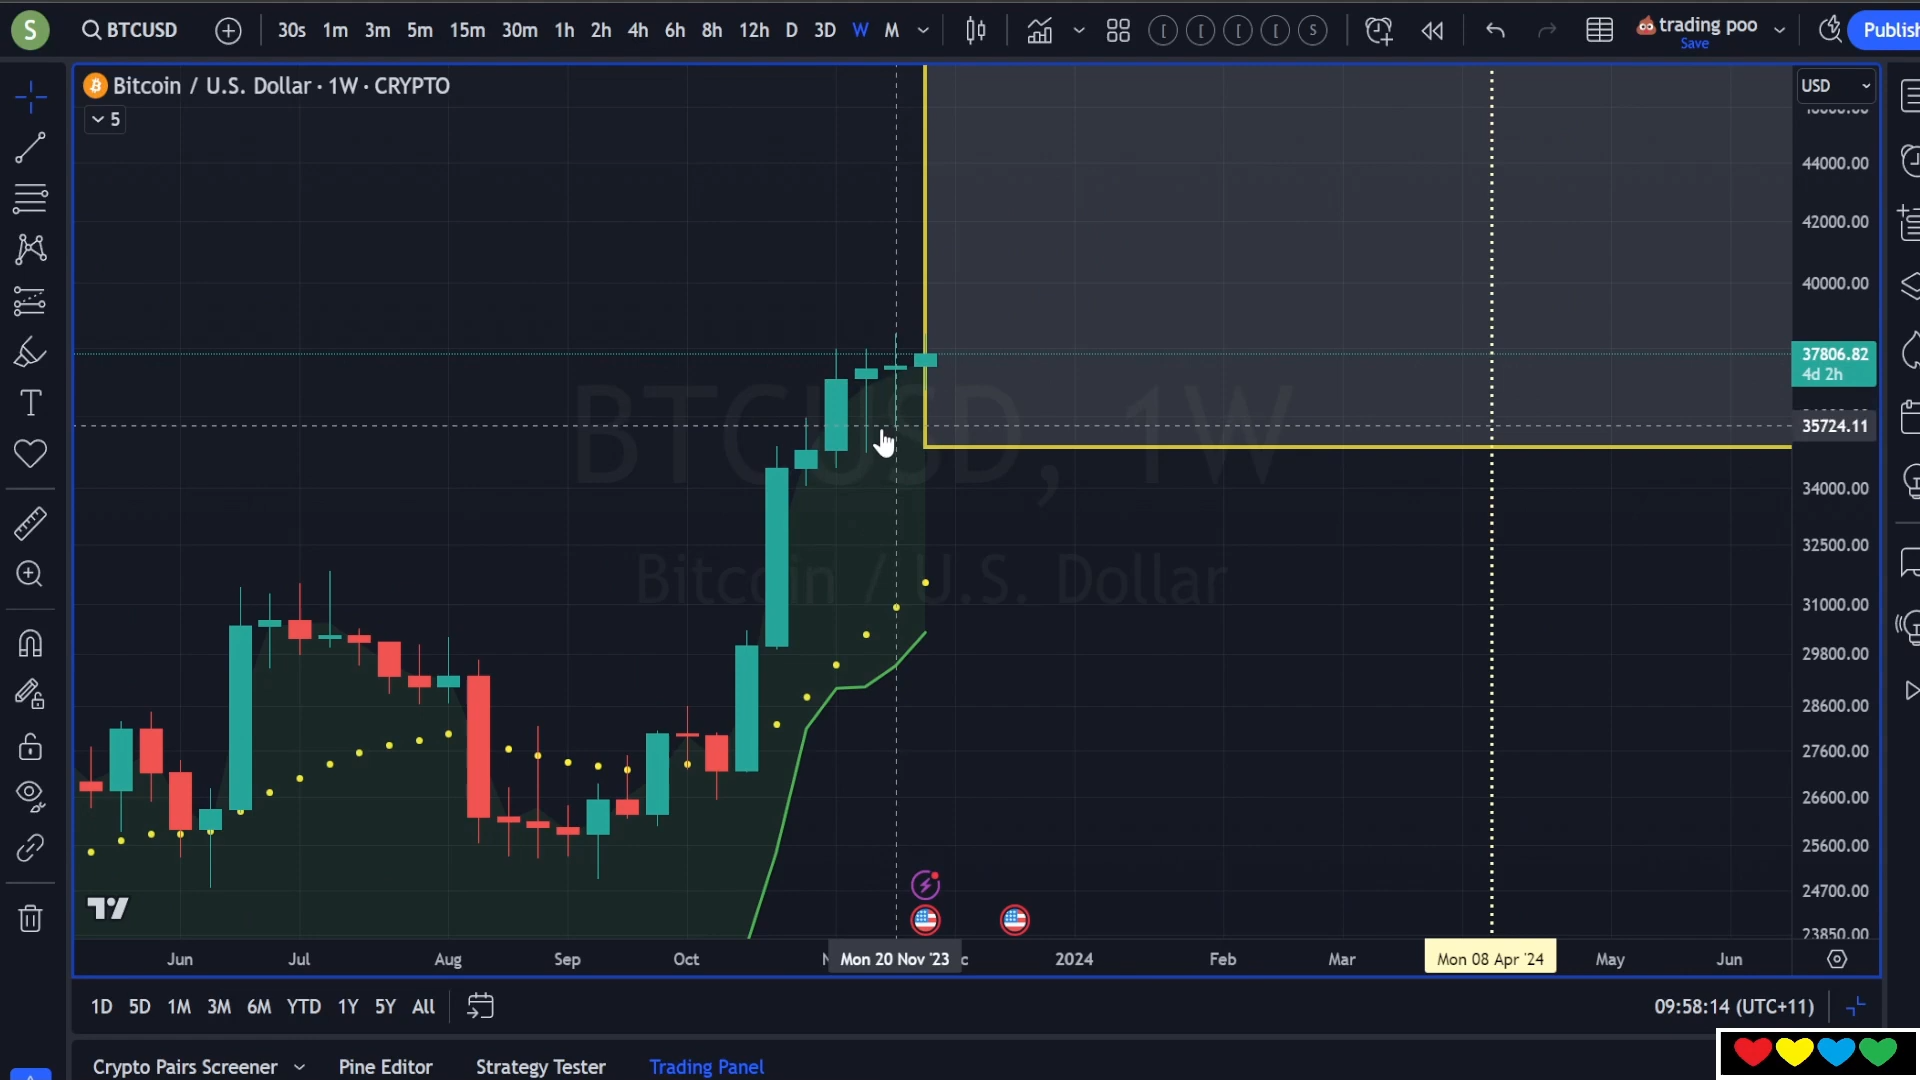 S BTCUSD 30s 1m 3m 5m 15m 30m 1h 2h 4h 6h 8h 12h D 3D W M [ [ [ [ S trading poo Publish
Save
Bitcoin / U.S. Dollar · 1W · CRYPTO
5
USD
44000.00
42000.00
40000.00
37806.82
4d 2h
35724.11
34000.00
32500.00
31000.00
29800.00
28600.00
27600.00
26600.00
25600.00
24700.00
23850.00
BTCUSD, 1W
Bitcoin / U.S. Dollar
Jun Jul Aug Sep Oct Mon 20 Nov '23 2024 Feb Mar Mon 08 Apr '24 May Jun
1D 5D 1M 3M 6M YTD 1Y 5Y All 09:58:14 (UTC+11)
Crypto Pairs Screener Pine Editor Strategy Tester Trading Panel